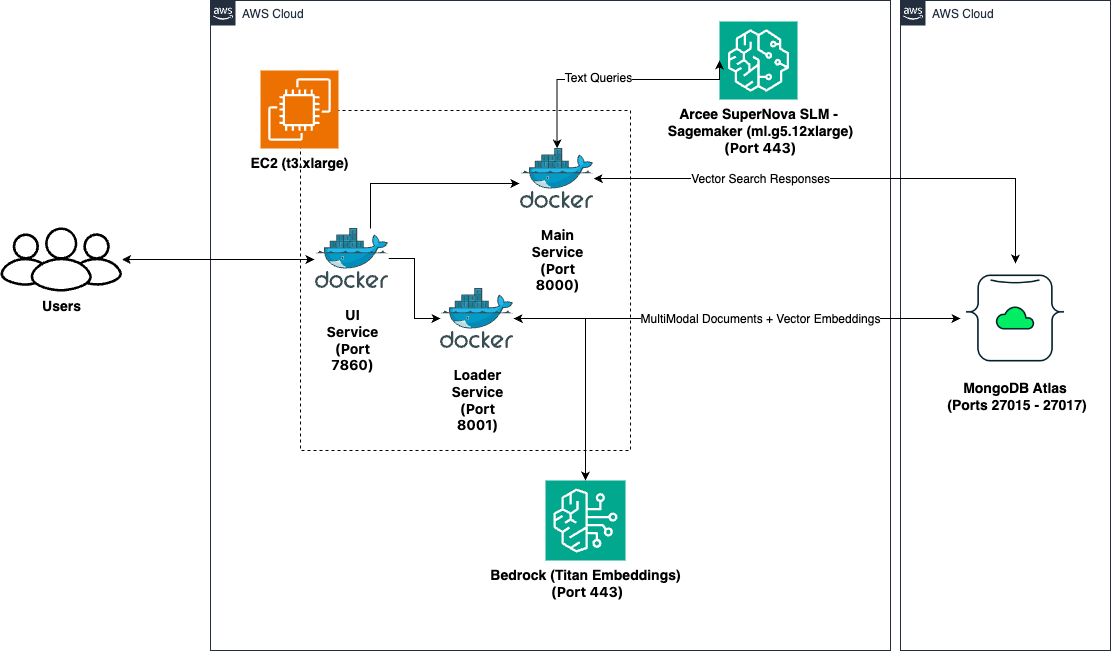 aws
AWS Cloud
aws
AWS Cloud
Text Queries
Arcee SuperNova SLM -
Sagemaker (ml.g5.12xlarge)
(Port 443)
EC2 (t3.xlarge)
docker
Vector Search Responses
Main
Service
(Port
8000)
Users
docker
UI
Service
(Port
7860)
docker
MultiModal Documents + Vector Embeddings
Loader
Service
(Port
8001)
MongoDB Atlas
(Ports 27015 - 27017)
Bedrock (Titan Embeddings)
(Port 443)